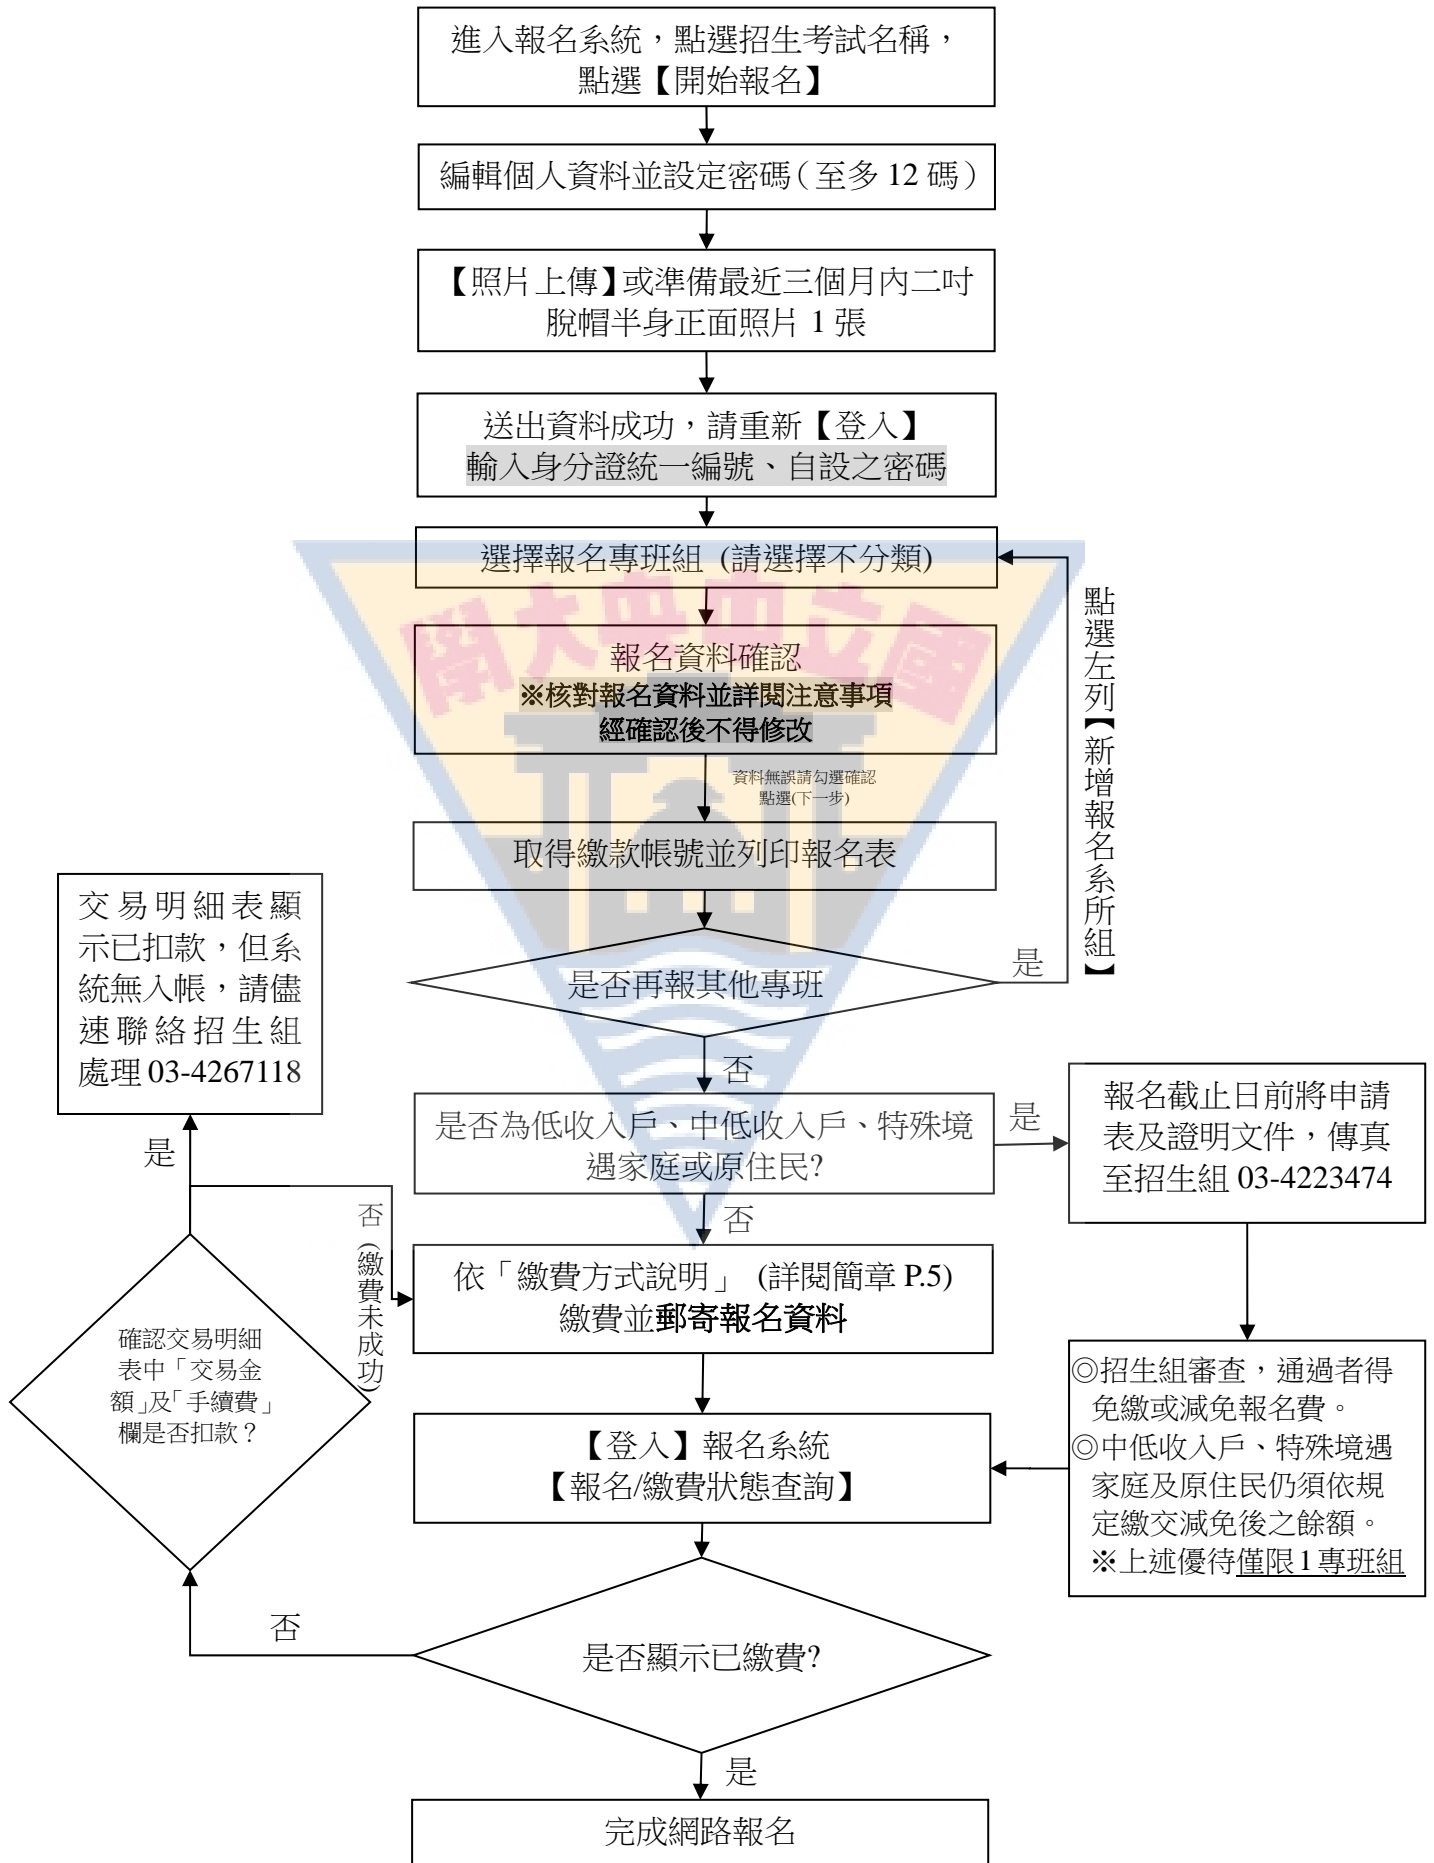 進入報名系統，點選招生考試名稱，
點選【開始報名】
編輯個人資料並設定密碼（至多 12 碼）
【照片上傳】或準備最近三個月內二吋
脫帽半身正面照片 1 張
送出資料成功，請重新【登入】
輸入身分證統一編號、自設之密碼
選擇報名專班組 (請選擇不分類)
國立中央大學
報名資料確認
※核對報名資料並詳閱注意事項
經確認後不得修改
資料無誤請勾選確認
點選(下一步)
點選左列【新增報名系所組】
取得繳款帳號並列印報名表
是否再報其他專班
是
否
交易明細表顯
示已扣款，但系
統無入帳，請儘
速聯絡招生組
處理 03-4267118
是否為低收入戶、中低收入戶、特殊境
遇家庭或原住民?
是
報名截止日前將申請
表及證明文件，傳真
至招生組 03-4223474
是
否
否（繳費未成功）
依「繳費方式說明」 (詳閱簡章 P.5)
繳費並郵寄報名資料
確認交易明細
表中「交易金
額」及「手續費」
欄是否扣款？
◎招生組審查，通過者得
免繳或減免報名費。
◎中低收入戶、特殊境遇
家庭及原住民仍須依規
定繳交減免後之餘額。
※上述優待僅限 1 專班組
【登入】報名系統
【報名/繳費狀態查詢】
否
是否顯示已繳費?
是
完成網路報名